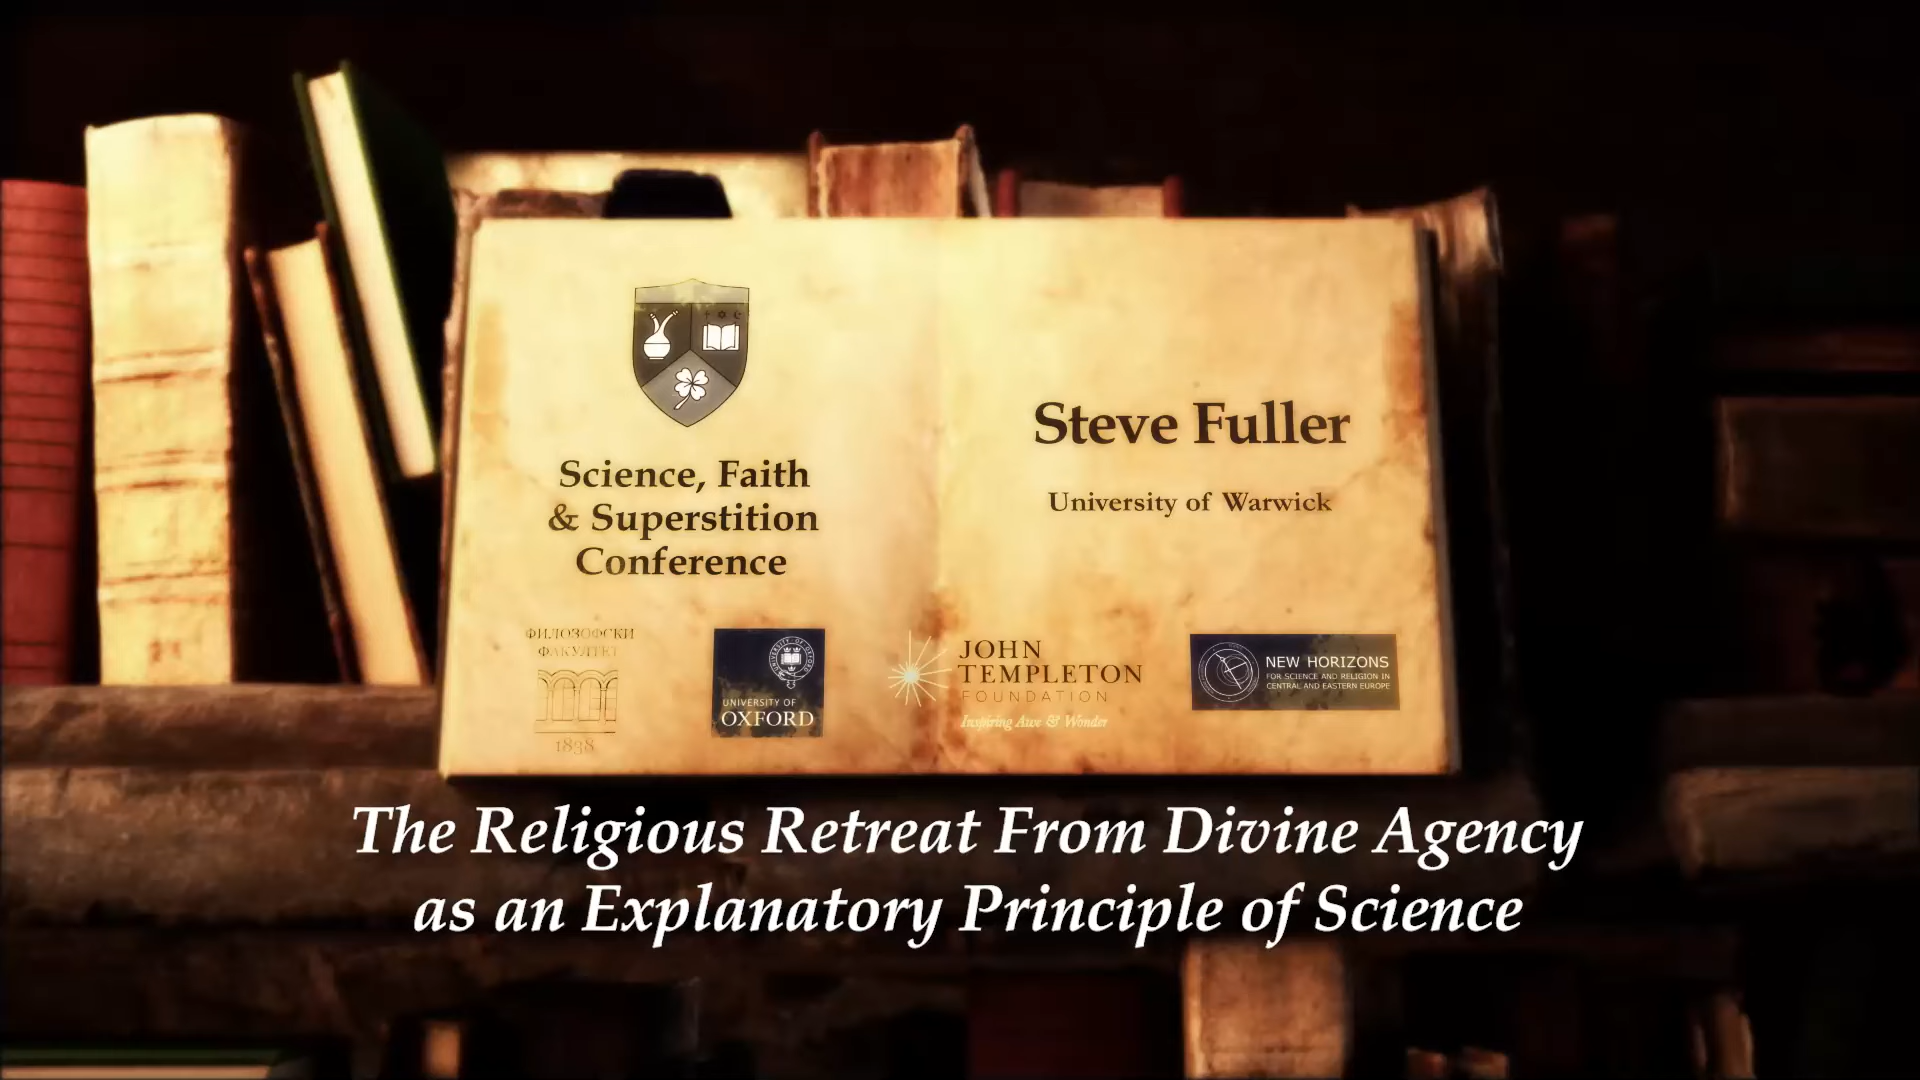 Science, Faith
& Superstition
Conference
Steve Fuller
University of Warwick
ФИЛОЗОФСКИ
ФАКУЛТЕТ
1838
UNIVERSITY OF
OXFORD
JOHN
TEMPLETON
FOUNDATION
Inspiring Awe & Wonder
NEW HORIZONS
FOR SCIENCE AND RELIGION IN
CENTRAL AND EASTERN EUROPE
The Religious Retreat From Divine Agency
as an Explanatory Principle of Science